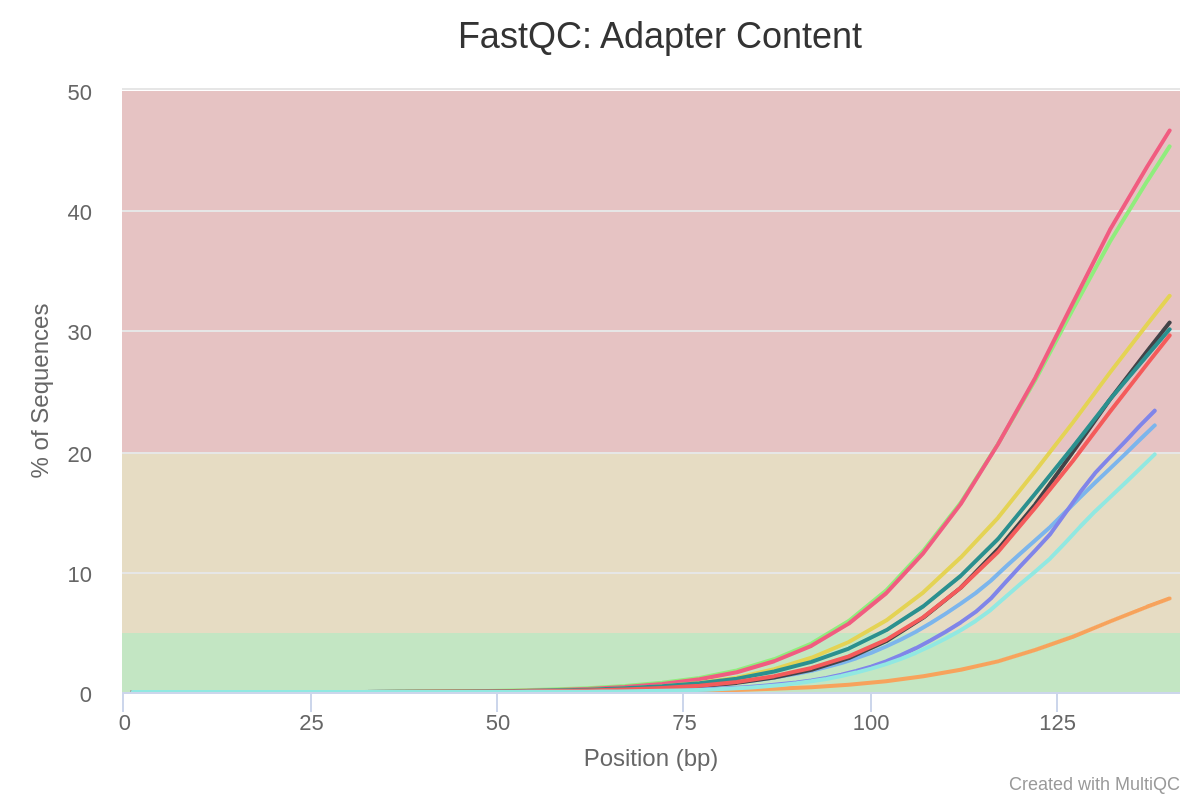 FastQC: Adapter Content
50
40
30
20
10
0
% of Sequences
0 25 50 75 100 125
Position (bp)
Created with MultiQC